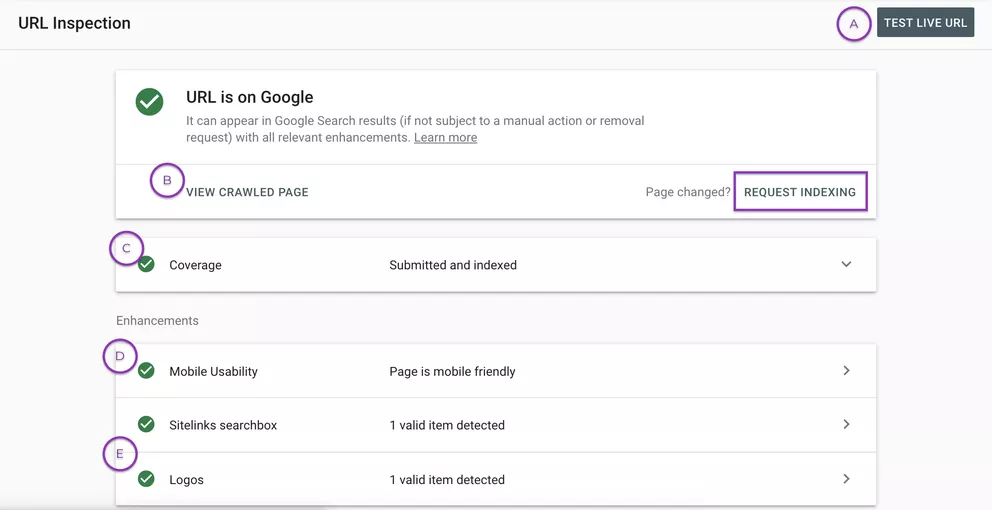 URL Inspection
A
TEST LIVE URL
URL is on Google
It can appear in Google Search results (if not subject to a manual action or removal
request) with all relevant enhancements. Learn more
B
VIEW CRAWLED PAGE
Page changed?
REQUEST INDEXING
C
Coverage
Submitted and indexed
Enhancements
D
Mobile Usability
Page is mobile friendly
Sitelinks searchbox
1 valid item detected
E
Logos
1 valid item detected